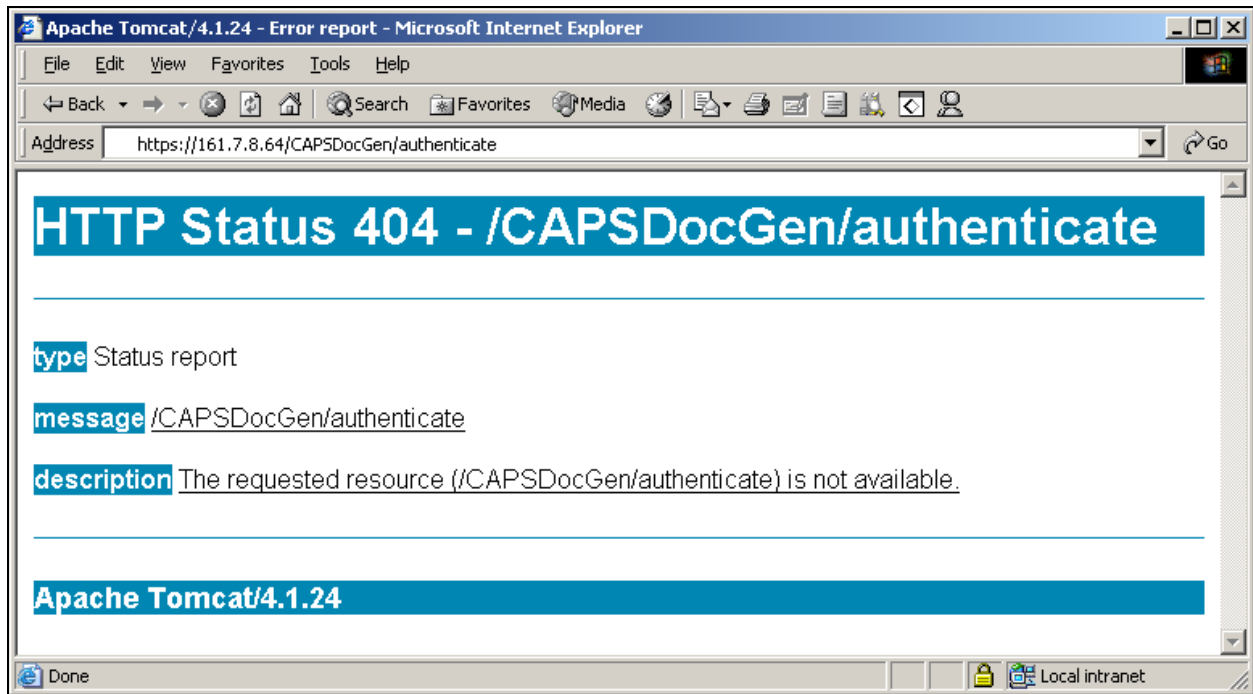 Apache Tomcat/4.1.24 - Error report - Microsoft Internet Explorer
File Edit View Favorites Tools Help
Back Search Favorites Media
Address https://161.7.8.64/CAPSDocGen/authenticate Go
HTTP Status 404 - /CAPSDocGen/authenticate
type Status report
message /CAPSDocGen/authenticate
description The requested resource (/CAPSDocGen/authenticate) is not available.
Apache Tomcat/4.1.24
Done Local intranet